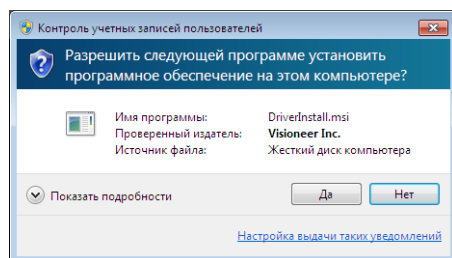 Контроль учетных записей пользователей
Разрешить следующей программе установить
программное обеспечение на этом компьютере?
Имя программы: DriverInstall.msi
Проверенный издатель: Visioneer Inc.
Источник файла: Жесткий диск компьютера
Показать подробности Да Нет
Настройка выдачи таких уведомлений